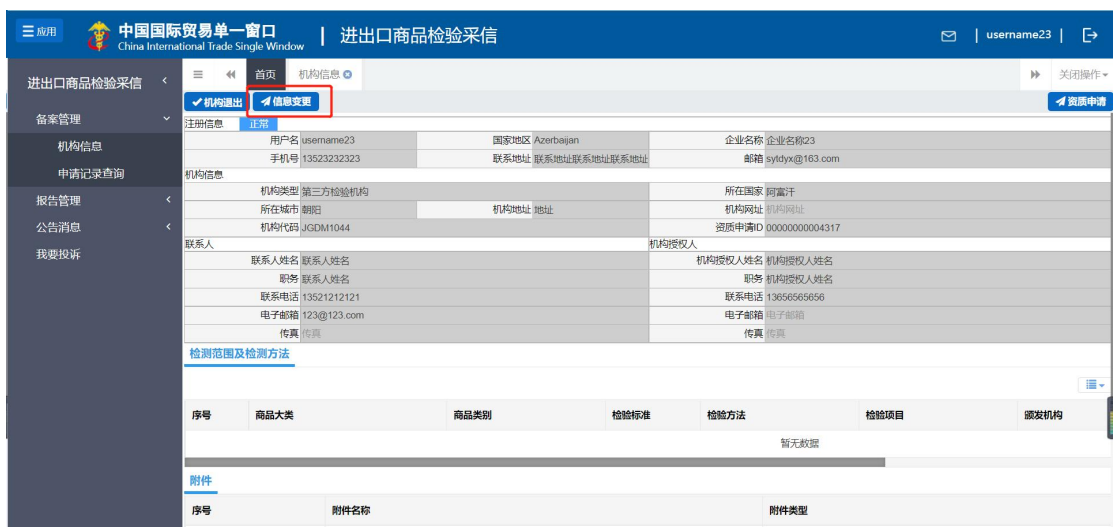 应用
中国国际贸易单一窗口 | 进出口商品检验采信
China International Trade Single Window
username23
进出口商品检验采信
首页 机构信息 关闭操作
机构退出 信息变更 资质申请
备案管理
机构信息
申请记录查询
报告管理
公告消息
我要投诉
注册信息 正常
用户名 username23 国家地区 Azerbaijan 企业名称 企业名称23
手机号 13523232323 联系地址 联系地址联系地址联系地址 邮箱 sytdyx@163.com
机构信息
机构类型 第三方检验机构 所在国家 阿富汗
所在城市 朝阳 机构地址 地址 机构网址 机构网址
机构代码 JGDM1044 资质申请ID 00000000004317
联系人 机构授权人
联系人姓名 联系人姓名 机构授权人姓名 机构授权人姓名
职务 联系人姓名 职务 机构授权人姓名
联系电话 13521212121 联系电话 13656565656
电子邮箱 123@123.com 电子邮箱 电子邮箱
传真 传真 传真 传真
检测范围及检测方法
序号 商品大类 商品类别 检验标准 检验方法 检验项目 颁发机构
暂无数据
附件
序号 附件名称 附件类型